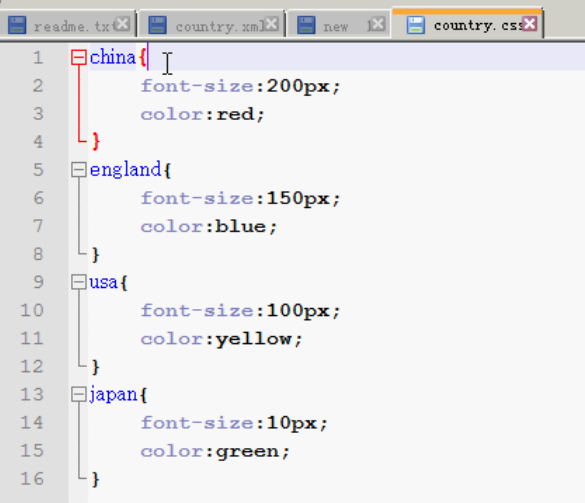 readme.txt country.xml new 1 country.css
1 china{
2 font-size:200px;
3 color:red;
4 }
5 england{
6 font-size:150px;
7 color:blue;
8 }
9 usa{
10 font-size:100px;
11 color:yellow;
12 }
13 japan{
14 font-size:10px;
15 color:green;
16 }